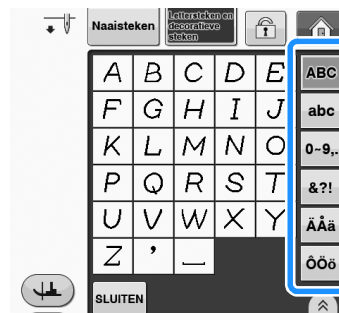 Naaisteken
Lettersteken en
decoratieve
steken
A B C D E
F G H I J
K L M N O
P Q R S T
U V W X Y
Z ' _
ABC
abc
0~9,.
&?!
ÄÅä
ÔÖö
SLUITEN